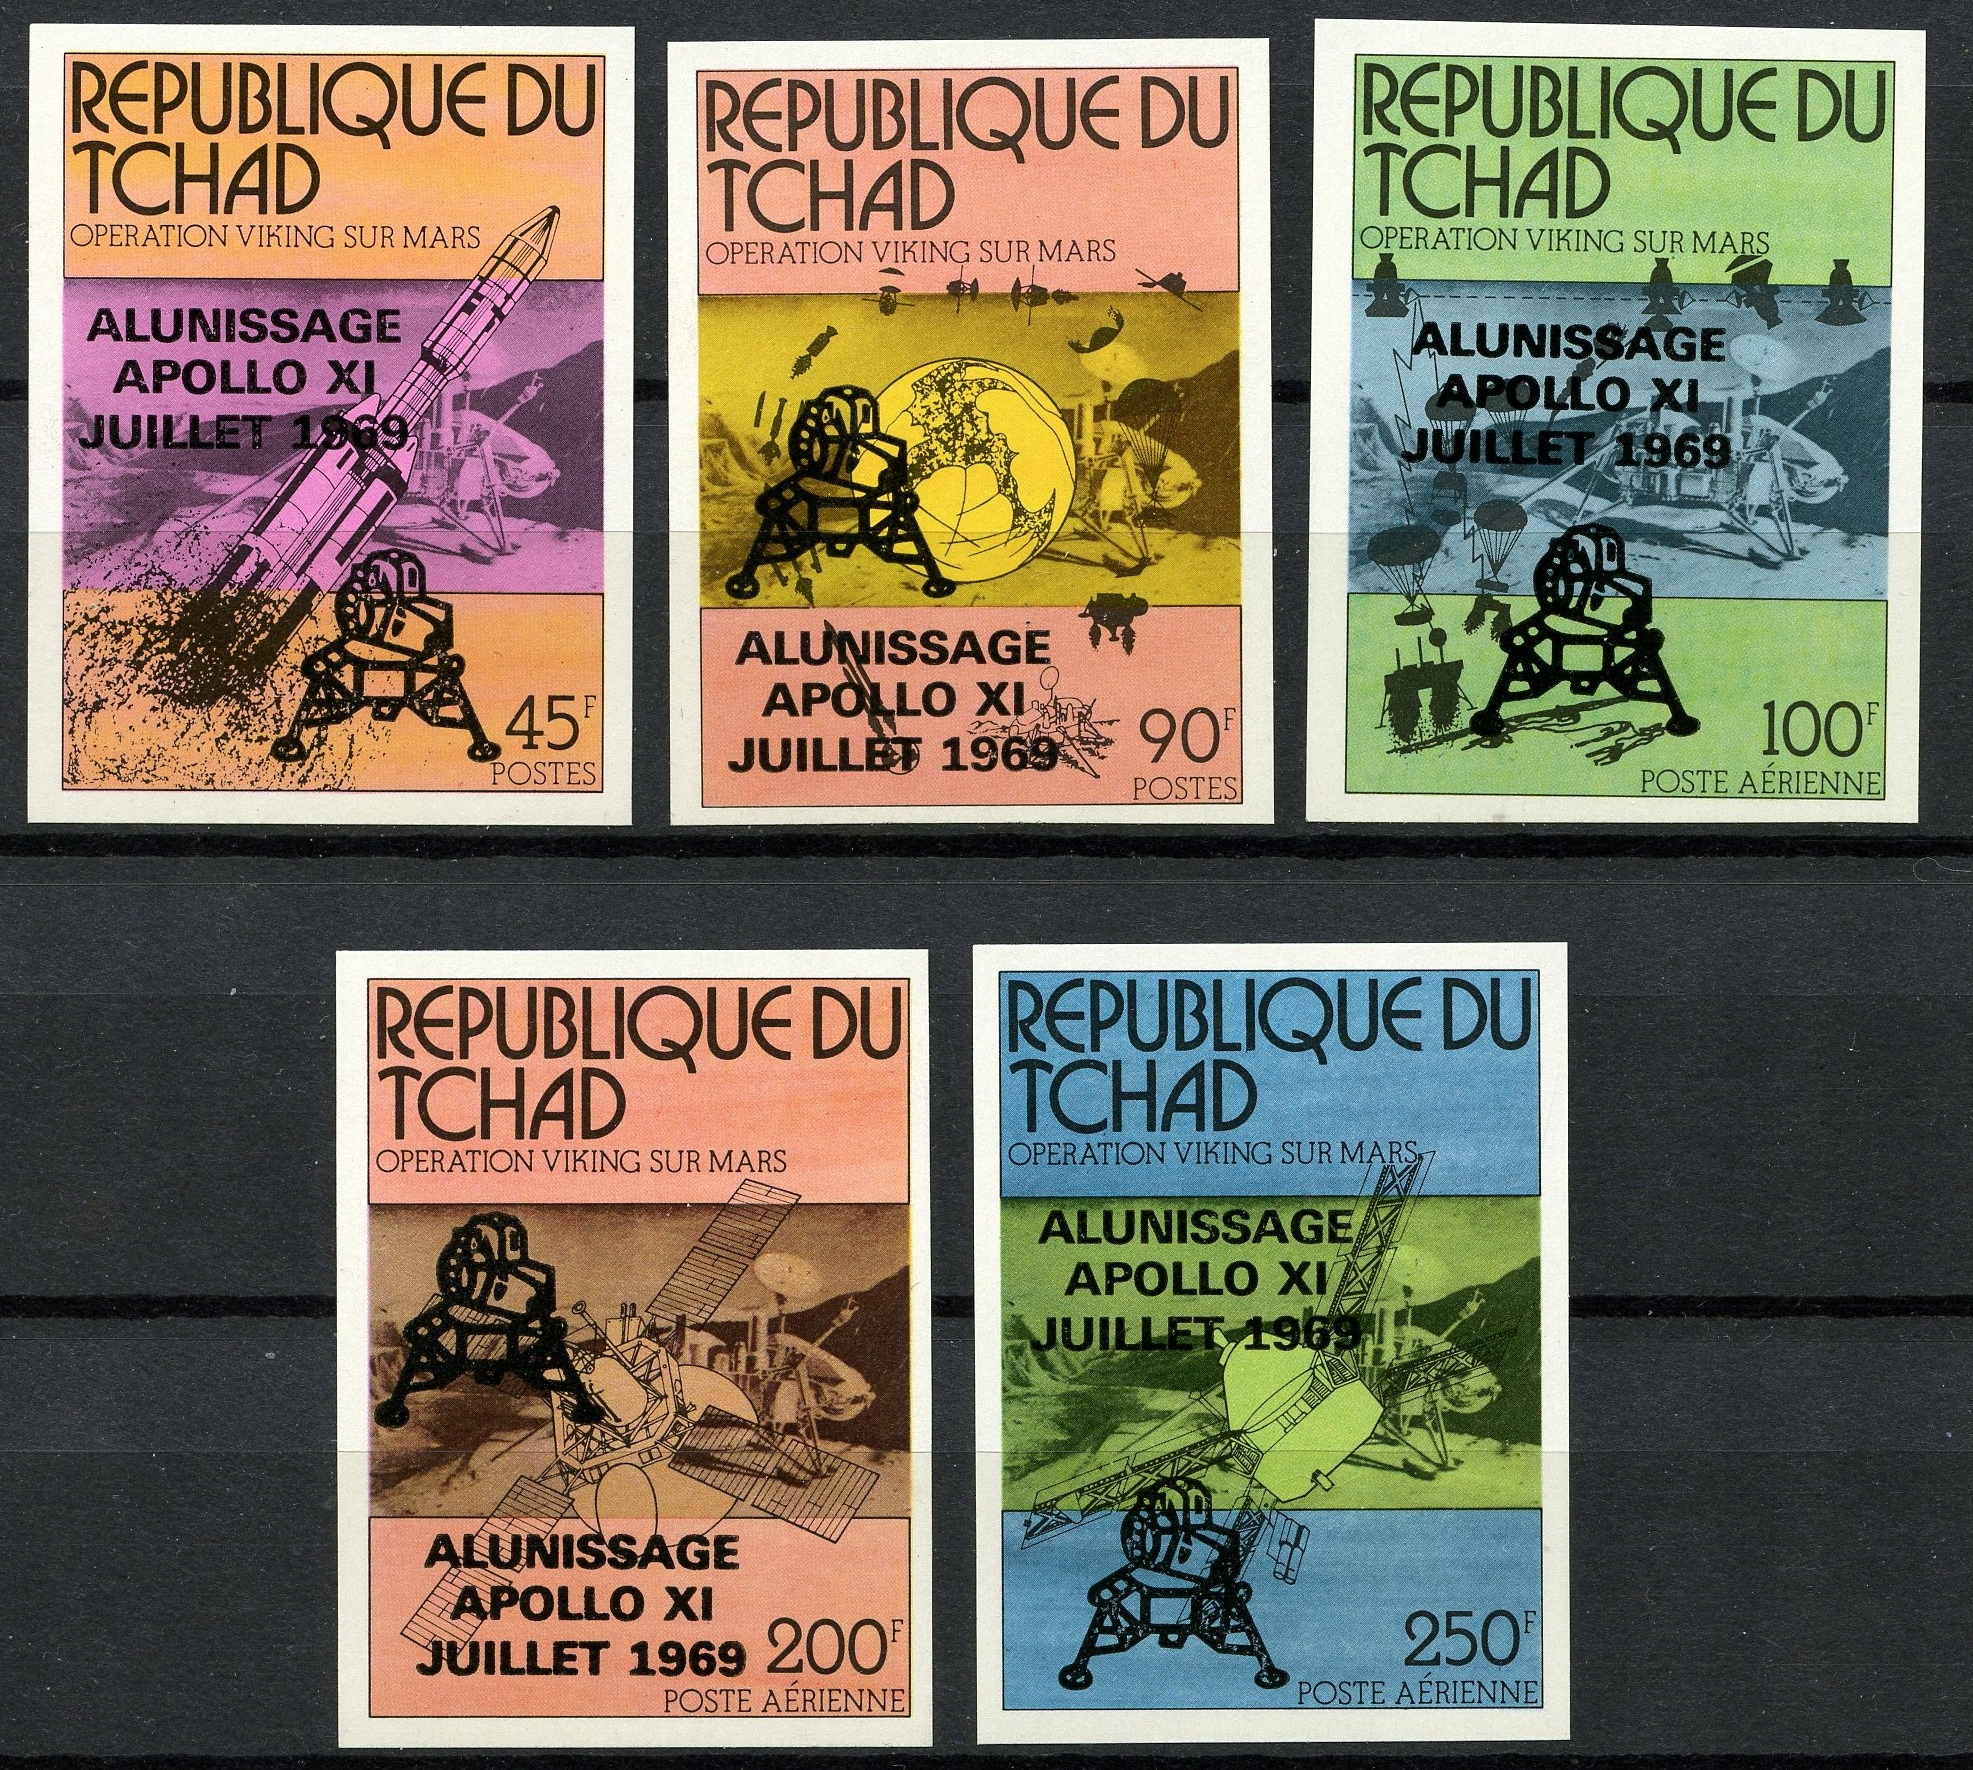 REPUBLIQUE DU
TCHAD
OPERATION VIKING SUR MARS
ALUNISSAGE
APOLLO XI
JUILLET 1969
45F
POSTES
REPUBLIQUE DU
TCHAD
OPERATION VIKING SUR MARS
ALUNISSAGE
APOLLO XI
JUILLET 1969
90F
POSTES
REPUBLIQUE DU
TCHAD
OPERATION VIKING SUR MARS
ALUNISSAGE
APOLLO XI
JUILLET 1969
100F
POSTE AÉRIENNE
REPUBLIQUE DU
TCHAD
OPERATION VIKING SUR MARS
ALUNISSAGE
APOLLO XI
JUILLET 1969
200F
POSTE AÉRIENNE
REPUBLIQUE DU
TCHAD
OPERATION VIKING SUR MARS
ALUNISSAGE
APOLLO XI
JUILLET 1969
250F
POSTE AÉRIENNE